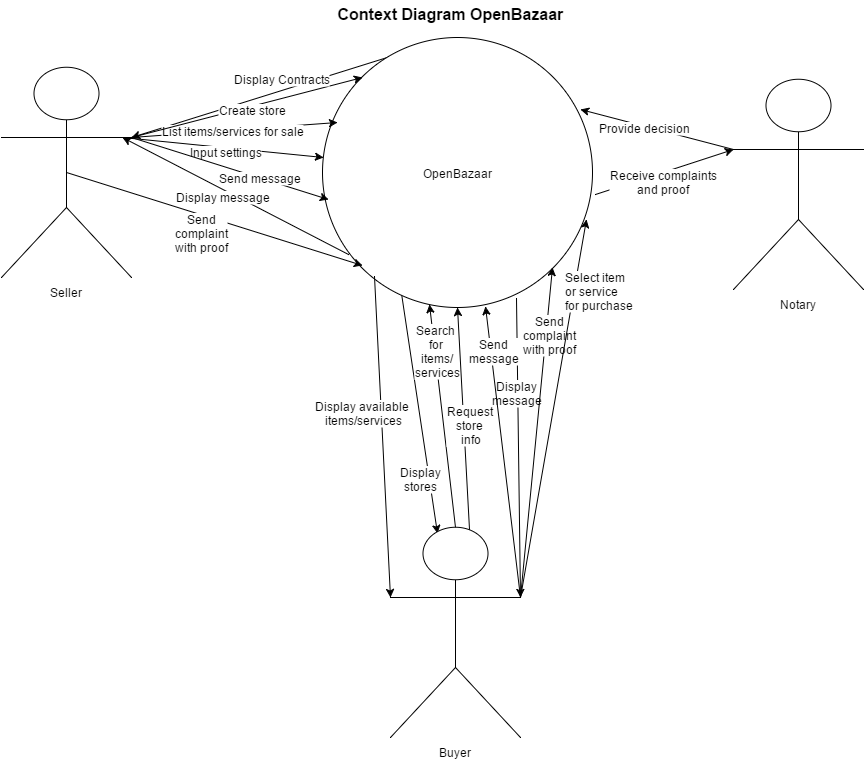 Context Diagram OpenBazaar
Display Contracts
Create store
List items/services for sale
Input settings
Send message
Display message
Send
complaint
with proof
Seller
OpenBazaar
Provide decision
Receive complaints
and proof
Notary
Select item
or service
for purchase
Send
complaint
with proof
Search
for
items/
services
Send
message
Display
message
Display available
items/services
Request
store
info
Display
stores
Buyer